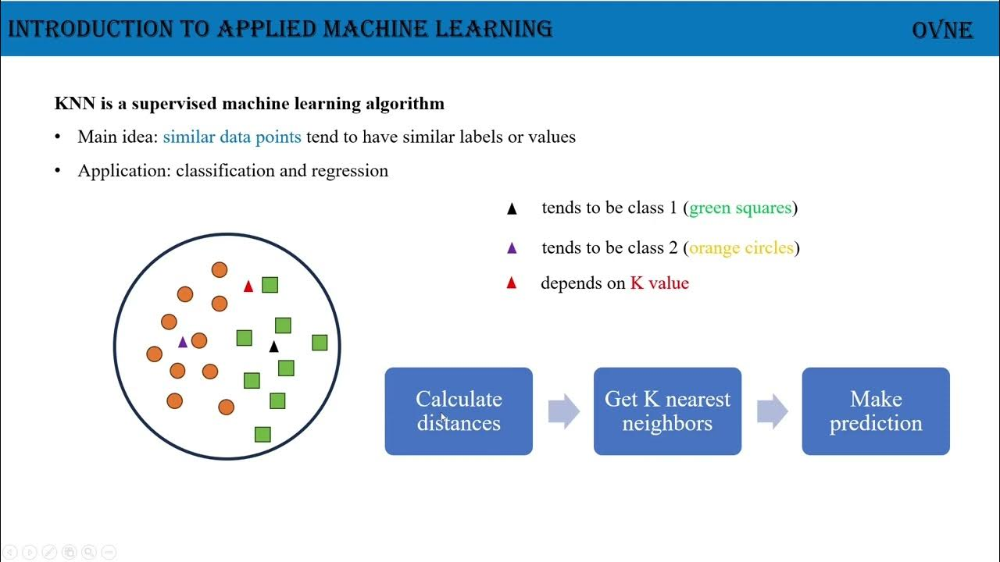 INTRODUCTION TO APPLIED MACHINE LEARNING
OVNE
KNN is a supervised machine learning algorithm
• Main idea: similar data points tend to have similar labels or values
• Application: classification and regression
tends to be class 1 (green squares)
tends to be class 2 (orange circles)
depends on K value
Calculate
distances
Get K nearest
neighbors
Make
prediction